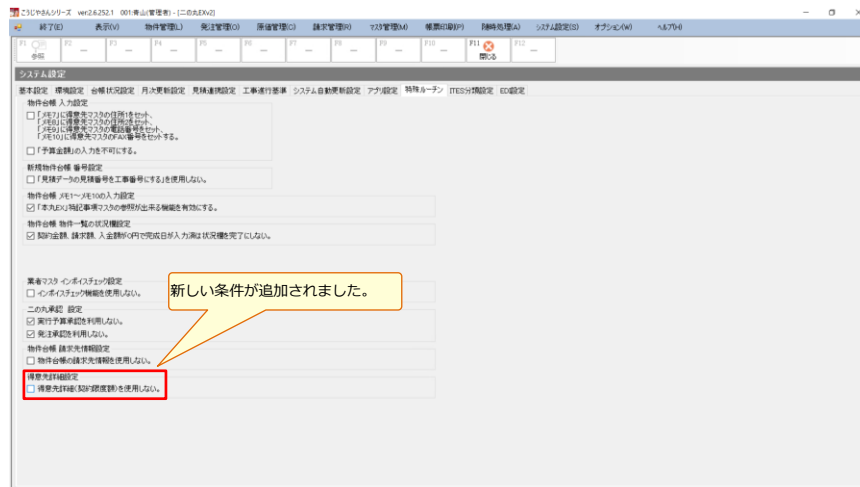 こうじやさんシリーズ ver.2.6.252.1 001:青山(管理者) - [二の丸EXv2]
終了(E) 表示(V) 物件管理(L) 発注管理(O) 原価管理(C) 請求管理(R) マスタ管理(M) 帳票印刷(P) 随時処理(A) システム設定(S) オプション(W) ヘルプ(H)
F1 F2 F3 F4 F5 F6 F7 F8 F9 F10 F11 F12
参照 閉じる
システム設定
基本設定 環境設定 台帳状況設定 月次更新設定 見積連携設定 工事進行基準 システム自動更新設定 アプリ設定 特殊ルーチン ITES分類設定 EDI設定
物件台帳 入力設定
「メモ7」に得意先マスタの住所1をセット、
「メモ8」に得意先マスタの住所2をセット、
「メモ9」に得意先マスタの電話番号をセット、
「メモ10」に得意先マスタのFAX番号をセットする。
「予算金額」の入力を不可にする。
新規物件台帳 番号設定
「見積データの見積番号を工事番号にする」を使用しない。
物件台帳 メモ1～メモ10の入力設定
「本丸EX」特記事項マスタの参照が出来る機能を有効にする。
物件台帳 物件一覧の状況欄設定
契約金額、請求額、入金額が0円で完成日が入力済は状況欄を完了にしない。
業者マスタ インボイスチェック設定
インボイスチェック機能を使用しない。
新しい条件が追加されました。
二の丸承認 設定
実行予算承認を利用しない。
発注承認を利用しない。
物件台帳 請求先情報設定
物件台帳の請求先情報を使用しない。
得意先詳細設定
得意先詳細(契約限度額)を使用しない。